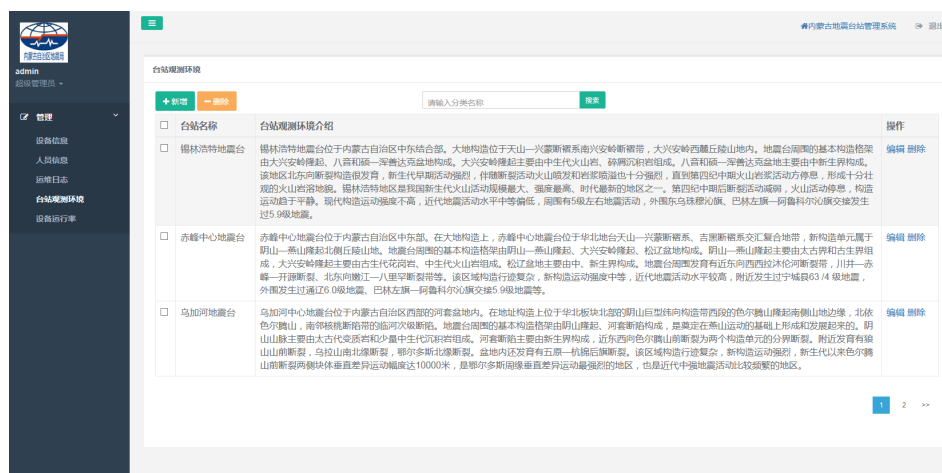 内蒙古自治区地震局
admin
超级管理员
管理
设备信息
人员信息
运维日志
台站观测环境
设备运行率
内蒙古地震台站管理系统
退出
台站观测环境
新增
删除
请输入分类名称
搜索
台站名称
台站观测环境介绍
操作
锡林浩特地震台
锡林浩特地震台位于内蒙古自治区中东结合部。大地构造位于天山—兴蒙断褶系南兴安岭断褶带，大兴安岭西麓丘陵山地内。地震台周围的基本构造格架
由大兴安岭隆起、八音和硕—浑善达克盆地构成。大兴安岭隆起主要由中生代火山岩、碎屑沉积岩组成。八音和硕—浑善达克盆地主要由中新生界构成。
该地区北东向断裂构造很发育，新生代早期活动强烈，伴随断裂活动火山喷发和岩浆喷溢也十分强烈，直到第四纪中期火山岩浆活动方停息，形成十分壮
观的火山岩溶地貌。锡林浩特地区是我国新生代火山活动规模最大、强度最高、时代最新的地区之一。第四纪中期后断裂活动减弱，火山活动停息，构造
运动趋于平静。现代构造运动强度不高，近代地震活动水平中等偏低，周围有5级左右地震活动，外围东乌珠穆沁旗、巴林左旗—阿鲁科尔沁旗交接发生
过5.9级地震。
编辑 删除
赤峰中心地震台
赤峰中心地震台位于内蒙古自治区中东部。在大地构造上，赤峰中心地震台位于华北地台天山—兴蒙断褶系、吉黑断褶系交汇复合地带，新构造单元属于
阴山—燕山隆起北侧丘陵山地。地震台周围的基本构造格架由阴山—燕山隆起、大兴安岭隆起、松辽盆地构成。阴山—燕山隆起主要由太古界和古生界组
成，大兴安岭隆起主要由古生代花岗岩、中生代火山岩组成。松辽盆地主要由中、新生界构成。地震台周围发育有近东向西西拉沐伦河断裂带，川井—赤
峰—开源断裂、北东向嫩江—八里罕断裂带等。该区域构造行迹复杂，新构造运动强度中等，近代地震活动水平较高，附近发生过宁城县63 /4 级地震，
外围发生过通辽6.0级地震、巴林左旗—阿鲁科尔沁旗交接5.9级地震等。
编辑 删除
乌加河地震台
乌加河中心地震台位于内蒙古自治区西部的河套盆地内。在地址构造上位于华北板块北部的阴山巨型纬向构造带西段的色尔腾山隆起南侧山地边缘，北依
色尔腾山，南邻核桃断陷带的临河次级断陷。地震台周围的基本构造格架由阴山隆起、河套断陷构成，是奠定在燕山运动的基础上形成和发展起来的。阴
山山脉主要由太古代变质岩和少量中生代沉积岩组成。河套断陷主要由新生界构成，近东西向色尔腾山山前断裂为两个构造单元的分界断裂。附近发育有狼
山山前断裂，乌拉山南北缘断裂，鄂尔多斯北缘断裂。盆地内还发育有五原—杭锦后旗断裂。该区域构造行迹复杂，新构造运动强烈，新生代以来色尔腾
山前断裂两侧块体垂直差异运动幅度达10000米，是鄂尔多斯周缘垂直差异运动最强烈的地区，也是近代中强地震活动比较频繁的地区。
编辑 删除
1 2 >>